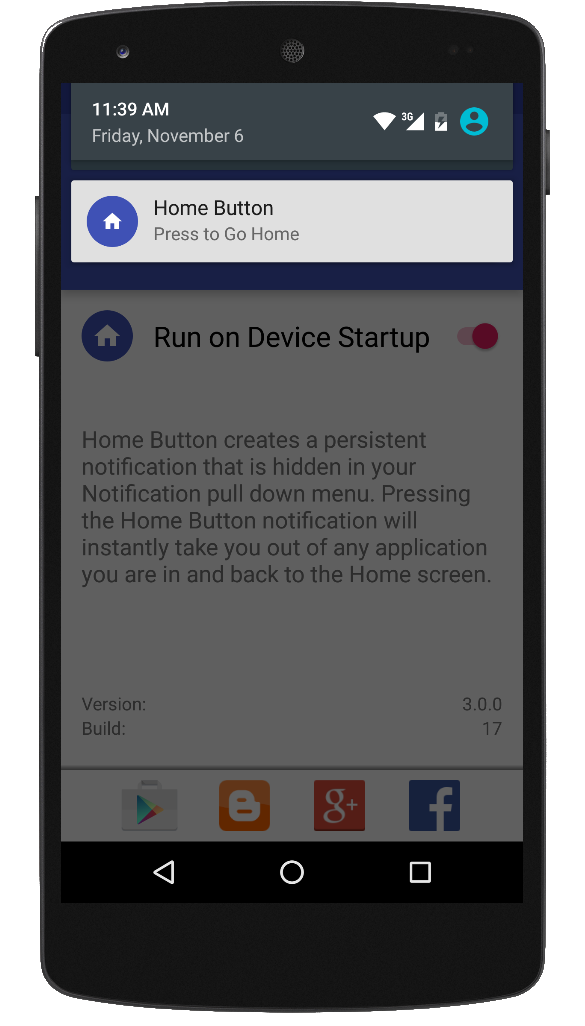 11:39 AM
Friday, November 6
3G
Home Button
Press to Go Home
Run on Device Startup
Home Button creates a persistent
notification that is hidden in your
Notification pull down menu. Pressing
the Home Button notification will
instantly take you out of any application
you are in and back to the Home screen.
Version: 3.0.0
Build: 17
g+